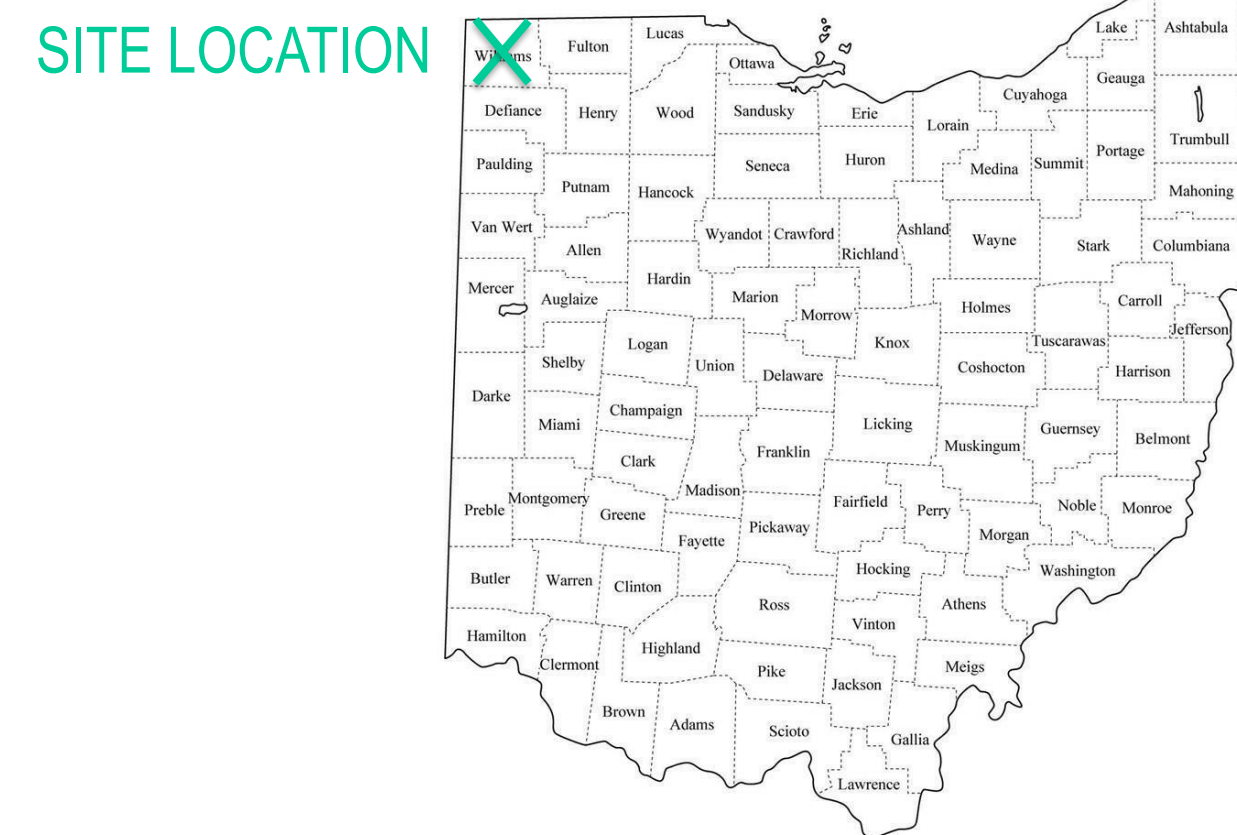 SITE LOCATION
Williams
Fulton
Lucas
Ottawa
Lake
Ashtabula
Geauga
Cuyahoga
Defiance
Henry
Wood
Sandusky
Erie
Lorain
Trumbull
Paulding
Putnam
Hancock
Seneca
Huron
Medina
Summit
Portage
Mahoning
Van Wert
Allen
Wyandot
Crawford
Richland
Ashland
Wayne
Stark
Columbiana
Mercer
Auglaize
Hardin
Marion
Morrow
Holmes
Carroll
Jefferson
Tuscarawas
Logan
Union
Knox
Shelby
Delaware
Coshocton
Harrison
Darke
Champaign
Miami
Licking
Muskingum
Guernsey
Belmont
Clark
Franklin
Madison
Preble
Montgomery
Greene
Fayette
Pickaway
Fairfield
Perry
Morgan
Noble
Monroe
Butler
Warren
Clinton
Ross
Hocking
Athens
Washington
Vinton
Hamilton
Clermont
Highland
Pike
Jackson
Meigs
Brown
Adams
Scioto
Gallia
Lawrence